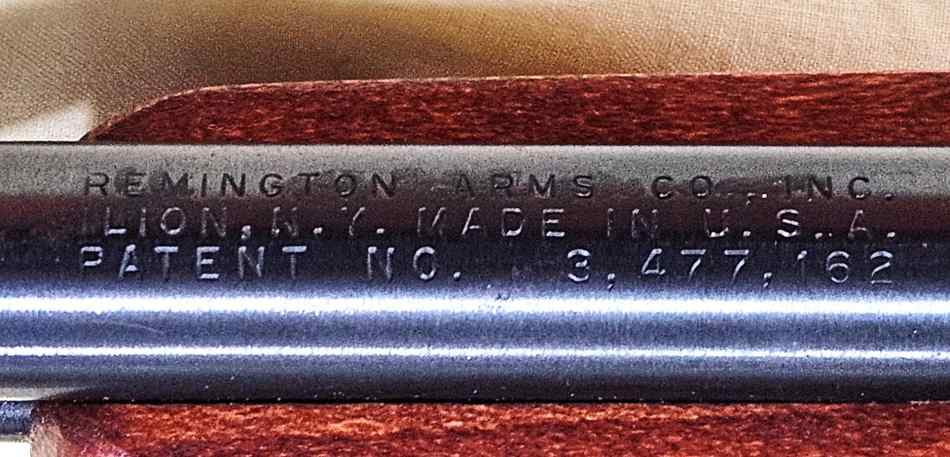 REMINGTON ARMS CO., INC.
ILION, N.Y. MADE IN U.S.A.
PATENT NO. 3,477,162